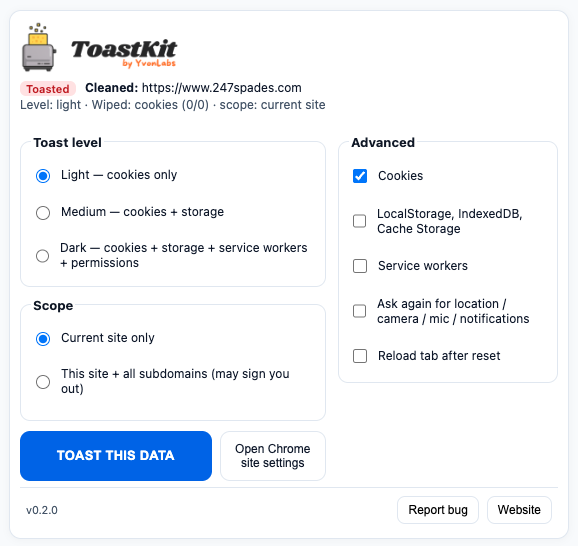 ToastKit
by YvonLabs
Toasted Cleaned: https://www.247spades.com
Level: light · Wiped: cookies (0/0) · scope: current site
Toast level
Light — cookies only
Medium — cookies + storage
Dark — cookies + storage + service workers
+ permissions
Scope
Current site only
This site + all subdomains (may sign you
out)
Advanced
Cookies
LocalStorage, IndexedDB,
Cache Storage
Service workers
Ask again for location /
camera / mic / notifications
Reload tab after reset
TOAST THIS DATA
Open Chrome
site settings
v0.2.0
Report bug
Website